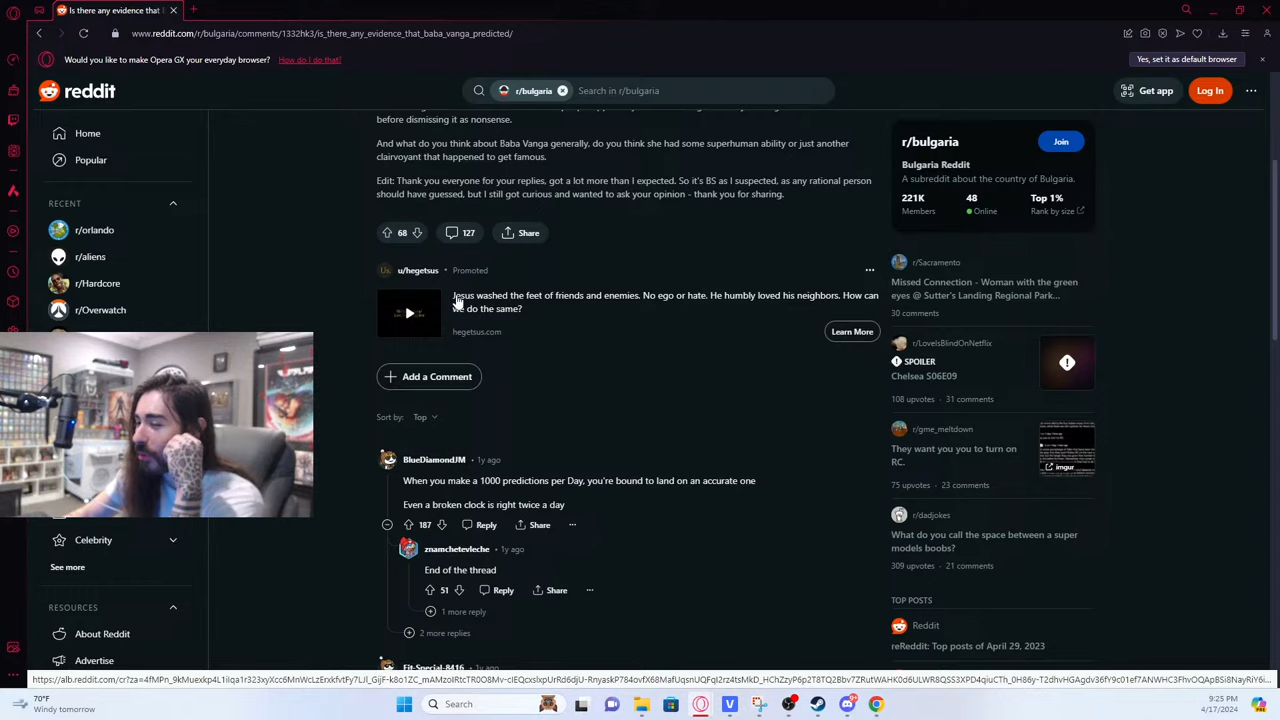 Is there any evidence that
www.reddit.com/r/bulgaria/comments/1332hk3/is_there_any_evidence_that_baba_vanga_predicted/
Would you like to make Opera GX your everyday browser? How do I do that?
Yes, set it as default browser
reddit
r/bulgaria
Search in r/bulgaria
Get app
Log In
Home
Popular
RECENT
r/orlando
r/aliens
r/Hardcore
r/Overwatch
Celebrity
See more
RESOURCES
About Reddit
Advertise
before dismissing it as nonsense.
And what do you think about Baba Vanga generally, do you think she had some superhuman ability or just another
clairvoyant that happened to get famous.
Edit: Thank you everyone for your replies, got a lot more than I expected. So it's BS as I suspected, as any rational person
should have guessed, but I still got curious and wanted to ask your opinion - thank you for sharing.
68
127
Share
u/hegetsus • Promoted
Jesus washed the feet of friends and enemies. No ego or hate. He humbly loved his neighbors. How can
we do the same?
hegetsus.com
Learn More
Add a Comment
Sort by: Top
BlueDiamondJM • 1y ago
When you make a 1000 predictions per day, you're bound to land on an accurate one
Even a broken clock is right twice a day
187 Reply Share
znamchetevleche • 1y ago
End of the thread
51 Reply Share
1 more reply
2 more replies
Fit-Special-8416 • 1y ago
r/bulgaria
Join
Bulgaria Reddit
A subreddit about the country of Bulgaria.
221K 48 Top 1%
Members Online Rank by size
r/Sacramento
Missed Connection - Woman with the green
eyes @ Sutter's Landing Regional Park...
30 comments
r/LoveIsBlindOnNetflix
SPOILER
Chelsea S06E09
108 upvotes • 31 comments
r/gme_meltdown
They want you you to turn on
RC.
imgur
75 upvotes • 23 comments
r/dadjokes
What do you call the space between a super
models boobs?
309 upvotes • 21 comments
TOP POSTS
Reddit
reReddit: Top posts of April 29, 2023
70°F
Windy tomorrow
Search
9:25 PM
4/17/2024